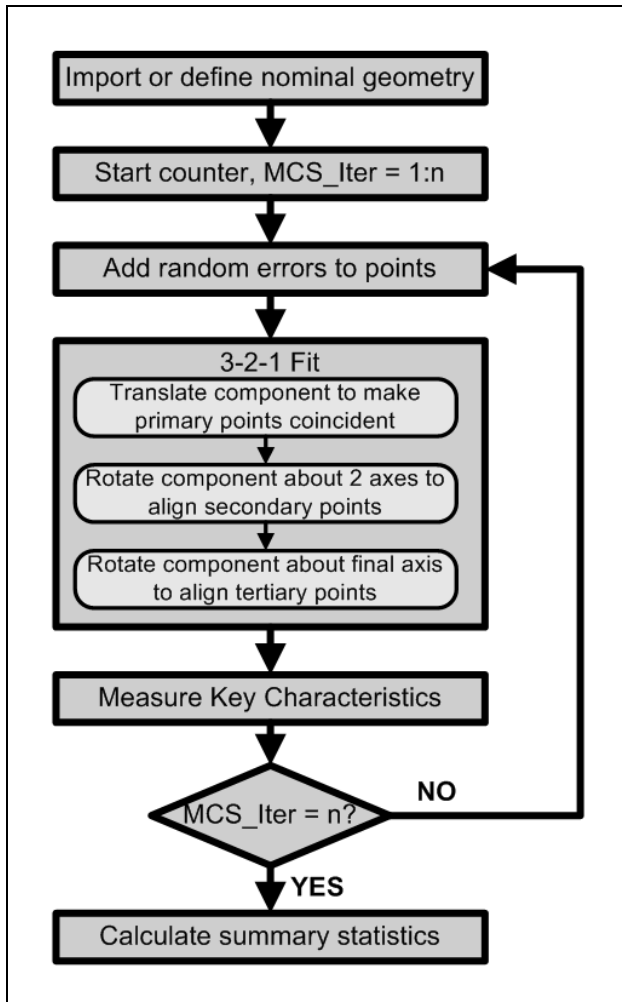 Import or define nominal geometry
Start counter, MCS_Iter = 1:n
Add random errors to points
3-2-1 Fit
Translate component to make
primary points coincident
Rotate component about 2 axes to
align secondary points
Rotate component about final axis
to align tertiary points
Measure Key Characteristics
MCS_Iter = n?
NO
YES
Calculate summary statistics